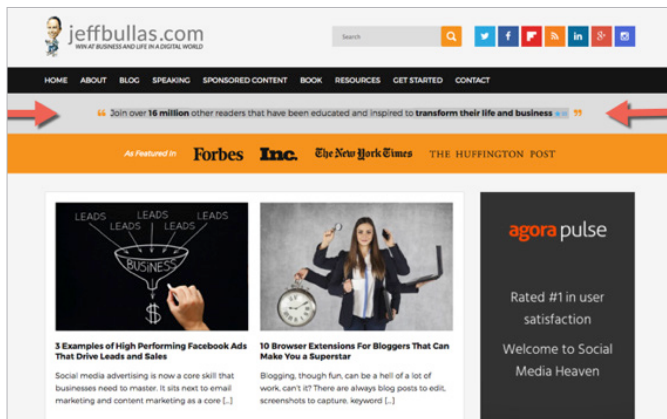 jeffbullas.com
WIN AT BUSINESS AND LIFE IN A DIGITAL WORLD
Search
HOME ABOUT BLOG SPEAKING SPONSORED CONTENT BOOK RESOURCES GET STARTED CONTACT
“ Join over 16 million other readers that have been educated and inspired to transform their life and business ”
As Featured In Forbes Inc. The New York Times THE HUFFINGTON POST
LEADS
LEADS LEADS
LEADS LEADS
BUSINESS
$
3 Examples of High Performing Facebook Ads
That Drive Leads and Sales
Social media advertising is now a core skill that
businesses need to master. It sits next to email
marketing and content marketing as a core [...]
10 Browser Extensions For Bloggers That Can
Make You a Superstar
Blogging, though fun, can be a hell of a lot of
work, can't it? There are always blog posts to edit,
screenshots to capture, keyword [...]
agora pulse
Rated #1 in user
satisfaction
Welcome to Social
Media Heaven